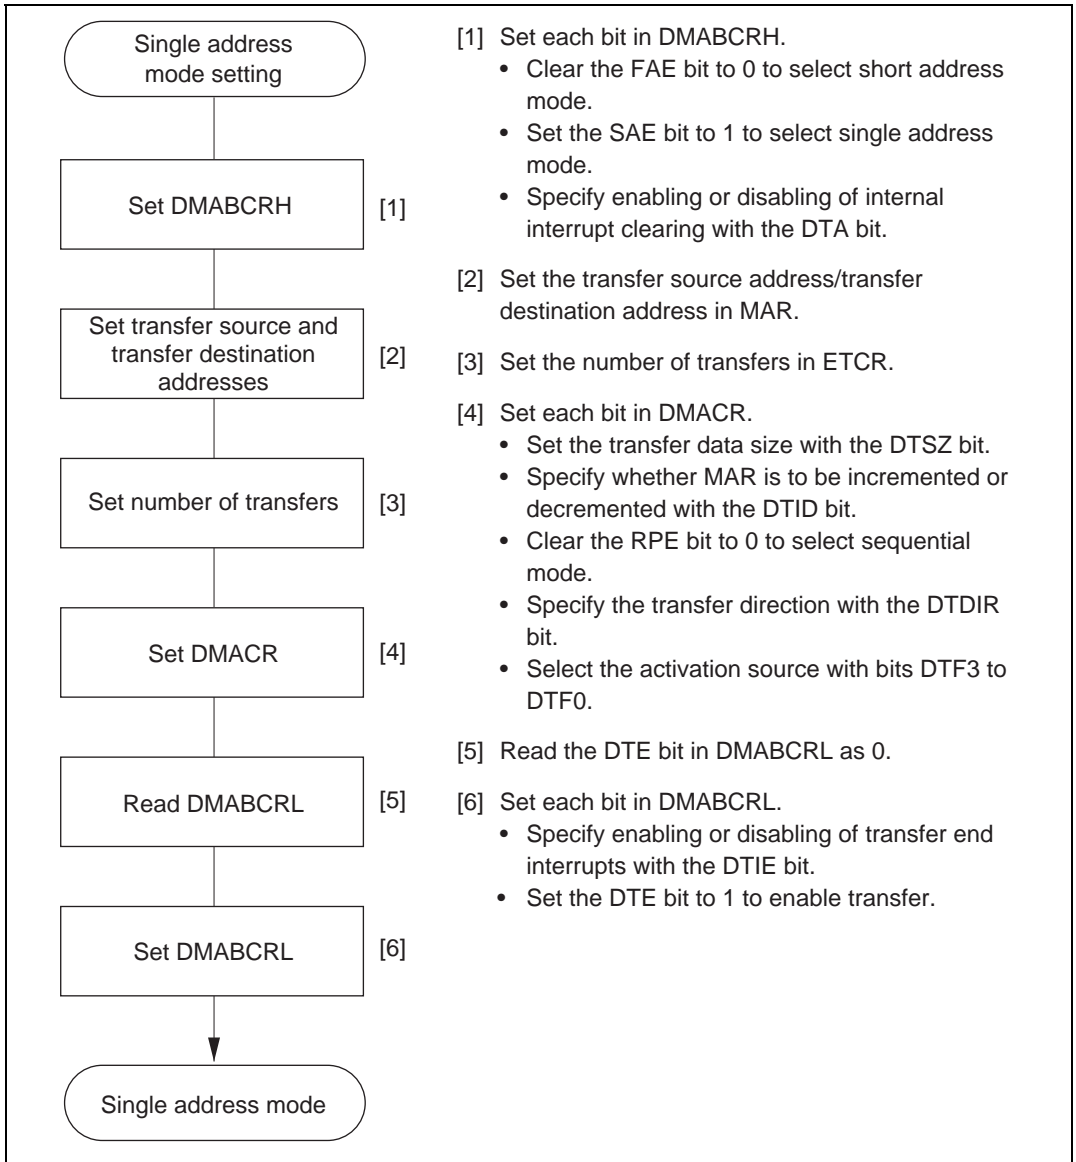 Single address
mode setting
Set DMABCRH [1]
Set transfer source and
transfer destination
addresses
[2]
Set number of transfers [3]
Set DMACR [4]
Read DMABCRL [5]
Set DMABCRL [6]
Single address mode
[1] Set each bit in DMABCRH.
• Clear the FAE bit to 0 to select short address
mode.
• Set the SAE bit to 1 to select single address
mode.
• Specify enabling or disabling of internal
interrupt clearing with the DTA bit.
[2] Set the transfer source address/transfer
destination address in MAR.
[3] Set the number of transfers in ETCR.
[4] Set each bit in DMACR.
• Set the transfer data size with the DTSZ bit.
• Specify whether MAR is to be incremented or
decremented with the DTID bit.
• Clear the RPE bit to 0 to select sequential
mode.
• Specify the transfer direction with the DTDIR
bit.
• Select the activation source with bits DTF3 to
DTF0.
[5] Read the DTE bit in DMABCRL as 0.
[6] Set each bit in DMABCRL.
• Specify enabling or disabling of transfer end
interrupts with the DTIE bit.
• Set the DTE bit to 1 to enable transfer.